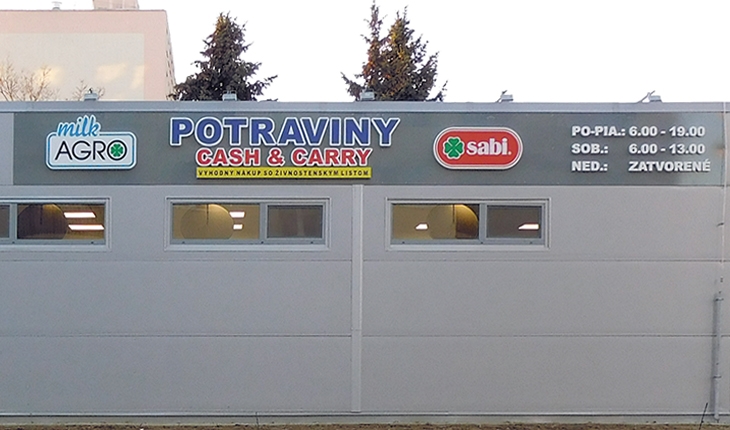 milk
AGRO
POTRAVINY
CASH & CARRY
VÝHODNÝ NÁKUP SO ŽIVNOSTENSKÝM LISTOM
sabi.
PO-PIA.: 6.00 - 19.00
SOB.: 6.00 - 13.00
NED.: ZATVORENÉ